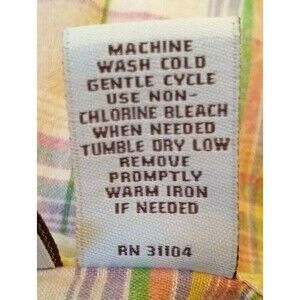 MACHINE
WASH COLD
GENTLE CYCLE
USE NON-
CHLORINE BLEACH
WHEN NEEDED
TUMBLE DRY LOW
REMOVE
PROMPTLY
WARM IRON
IF NEEDED
RN 31104